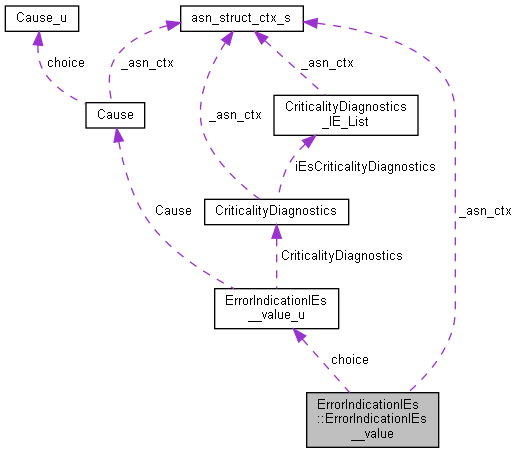 Cause_u
asn_struct_ctx_s
choice
_asn_ctx
_asn_ctx
Cause
_asn_ctx
CriticalityDiagnostics
_IE_List
iEsCriticalityDiagnostics
Cause
CriticalityDiagnostics
_asn_ctx
CriticalityDiagnostics
ErrorIndicationIEs
__value_u
choice
ErrorIndicationIEs
::ErrorIndicationIEs
__value